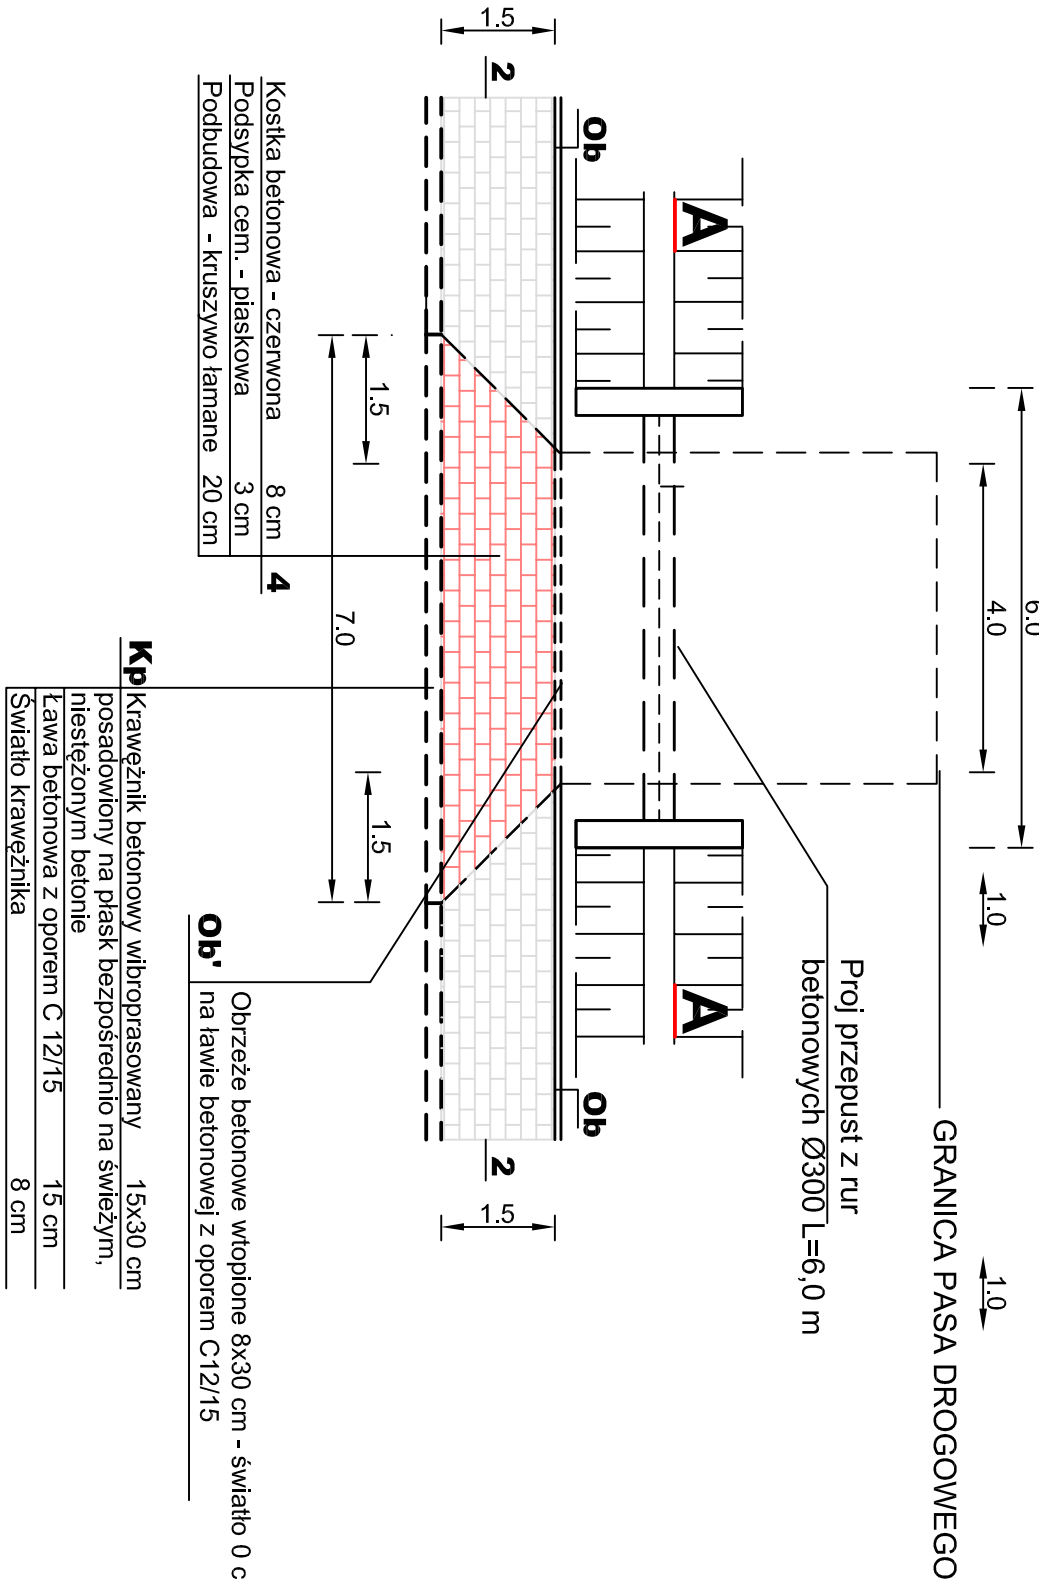 1.5
2
Ob
A
6.0
4.0
1.5
Kostka betonowa - czerwona 8 cm
Podsypka cem. - piaskowa 3 cm
Podbudowa - kruszywo łamane 20 cm
4
7.0
1.5
1.0
1.0
A
Ob
2
1.5
GRANICA PASA DROGOWEGO
Proj przepust z rur
betonowych Ø300 L=6,0 m
Ob'
Obrzeże betonowe wtopione 8x30 cm - światło 0 c
na ławie betonowej z oporem C12/15
Kp
Krawężnik betonowy wibroprasowany 15x30 cm
posadowiony na płask bezpośrednio na świeżym,
niestężonym betonie
Ława betonowa z oporem C 12/15 15 cm
Światło krawężnika 8 cm